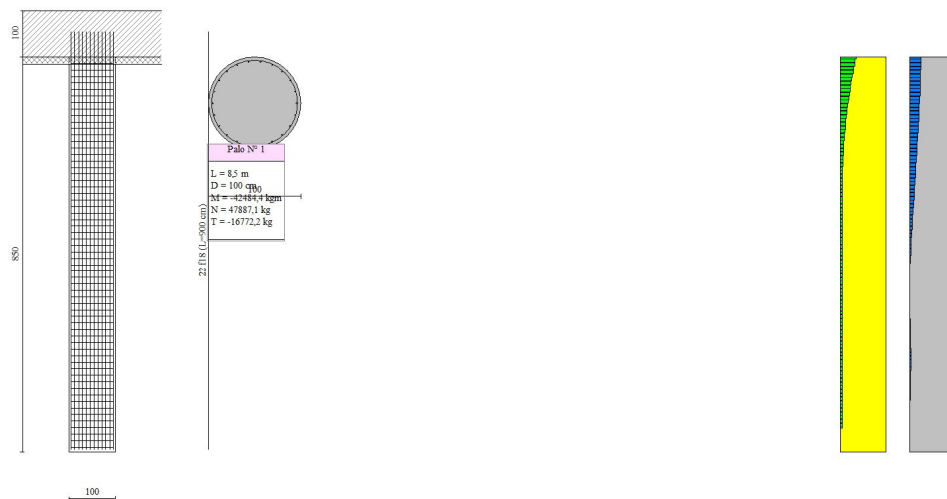 100
850
100
22 f18 (L=900 cm)
Palo N° 1
L = 8,5 m
D = 100 cm
100
M = -42484,4 kgm
N = 47887,1 kg
T = -16772,2 kg